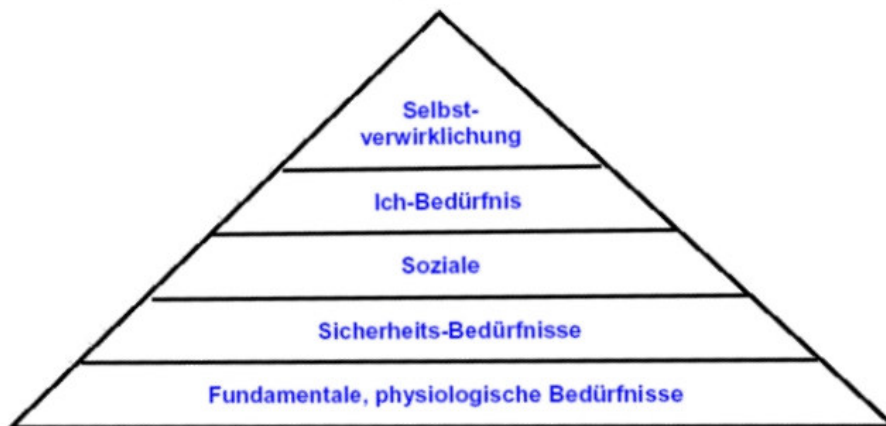 Selbst-
verwirklichung
Ich-Bedürfnis
Soziale
Sicherheits-Bedürfnisse
Fundamentale, physiologische Bedürfnisse